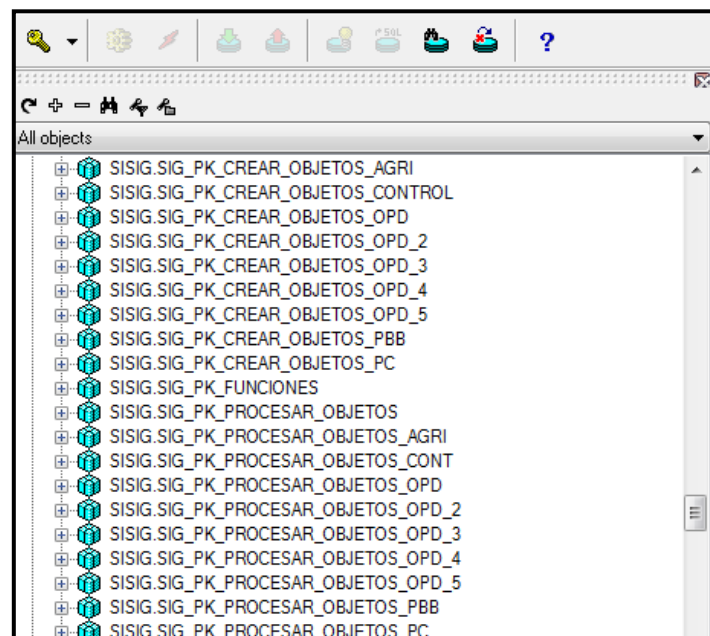 SQL
?
All objects
SISIG.SIG_PK_CREAR_OBJETOS_AGRI
SISIG.SIG_PK_CREAR_OBJETOS_CONTROL
SISIG.SIG_PK_CREAR_OBJETOS_OPD
SISIG.SIG_PK_CREAR_OBJETOS_OPD_2
SISIG.SIG_PK_CREAR_OBJETOS_OPD_3
SISIG.SIG_PK_CREAR_OBJETOS_OPD_4
SISIG.SIG_PK_CREAR_OBJETOS_OPD_5
SISIG.SIG_PK_CREAR_OBJETOS_PBB
SISIG.SIG_PK_CREAR_OBJETOS_PC
SISIG.SIG_PK_FUNCIONES
SISIG.SIG_PK_PROCESAR_OBJETOS
SISIG.SIG_PK_PROCESAR_OBJETOS_AGRI
SISIG.SIG_PK_PROCESAR_OBJETOS_CONT
SISIG.SIG_PK_PROCESAR_OBJETOS_OPD
SISIG.SIG_PK_PROCESAR_OBJETOS_OPD_2
SISIG.SIG_PK_PROCESAR_OBJETOS_OPD_3
SISIG.SIG_PK_PROCESAR_OBJETOS_OPD_4
SISIG.SIG_PK_PROCESAR_OBJETOS_OPD_5
SISIG.SIG_PK_PROCESAR_OBJETOS_PBB
SISIG.SIG_PK_PROCESAR_OBJETOS_PC